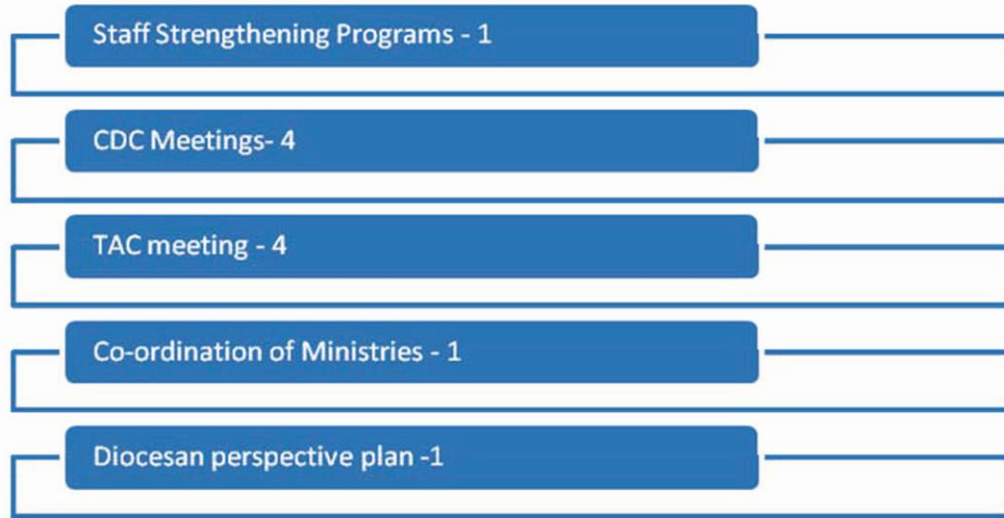 Staff Strengthening Programs - 1
CDC Meetings- 4
TAC meeting - 4
Co-ordination of Ministries - 1
Diocesan perspective plan -1